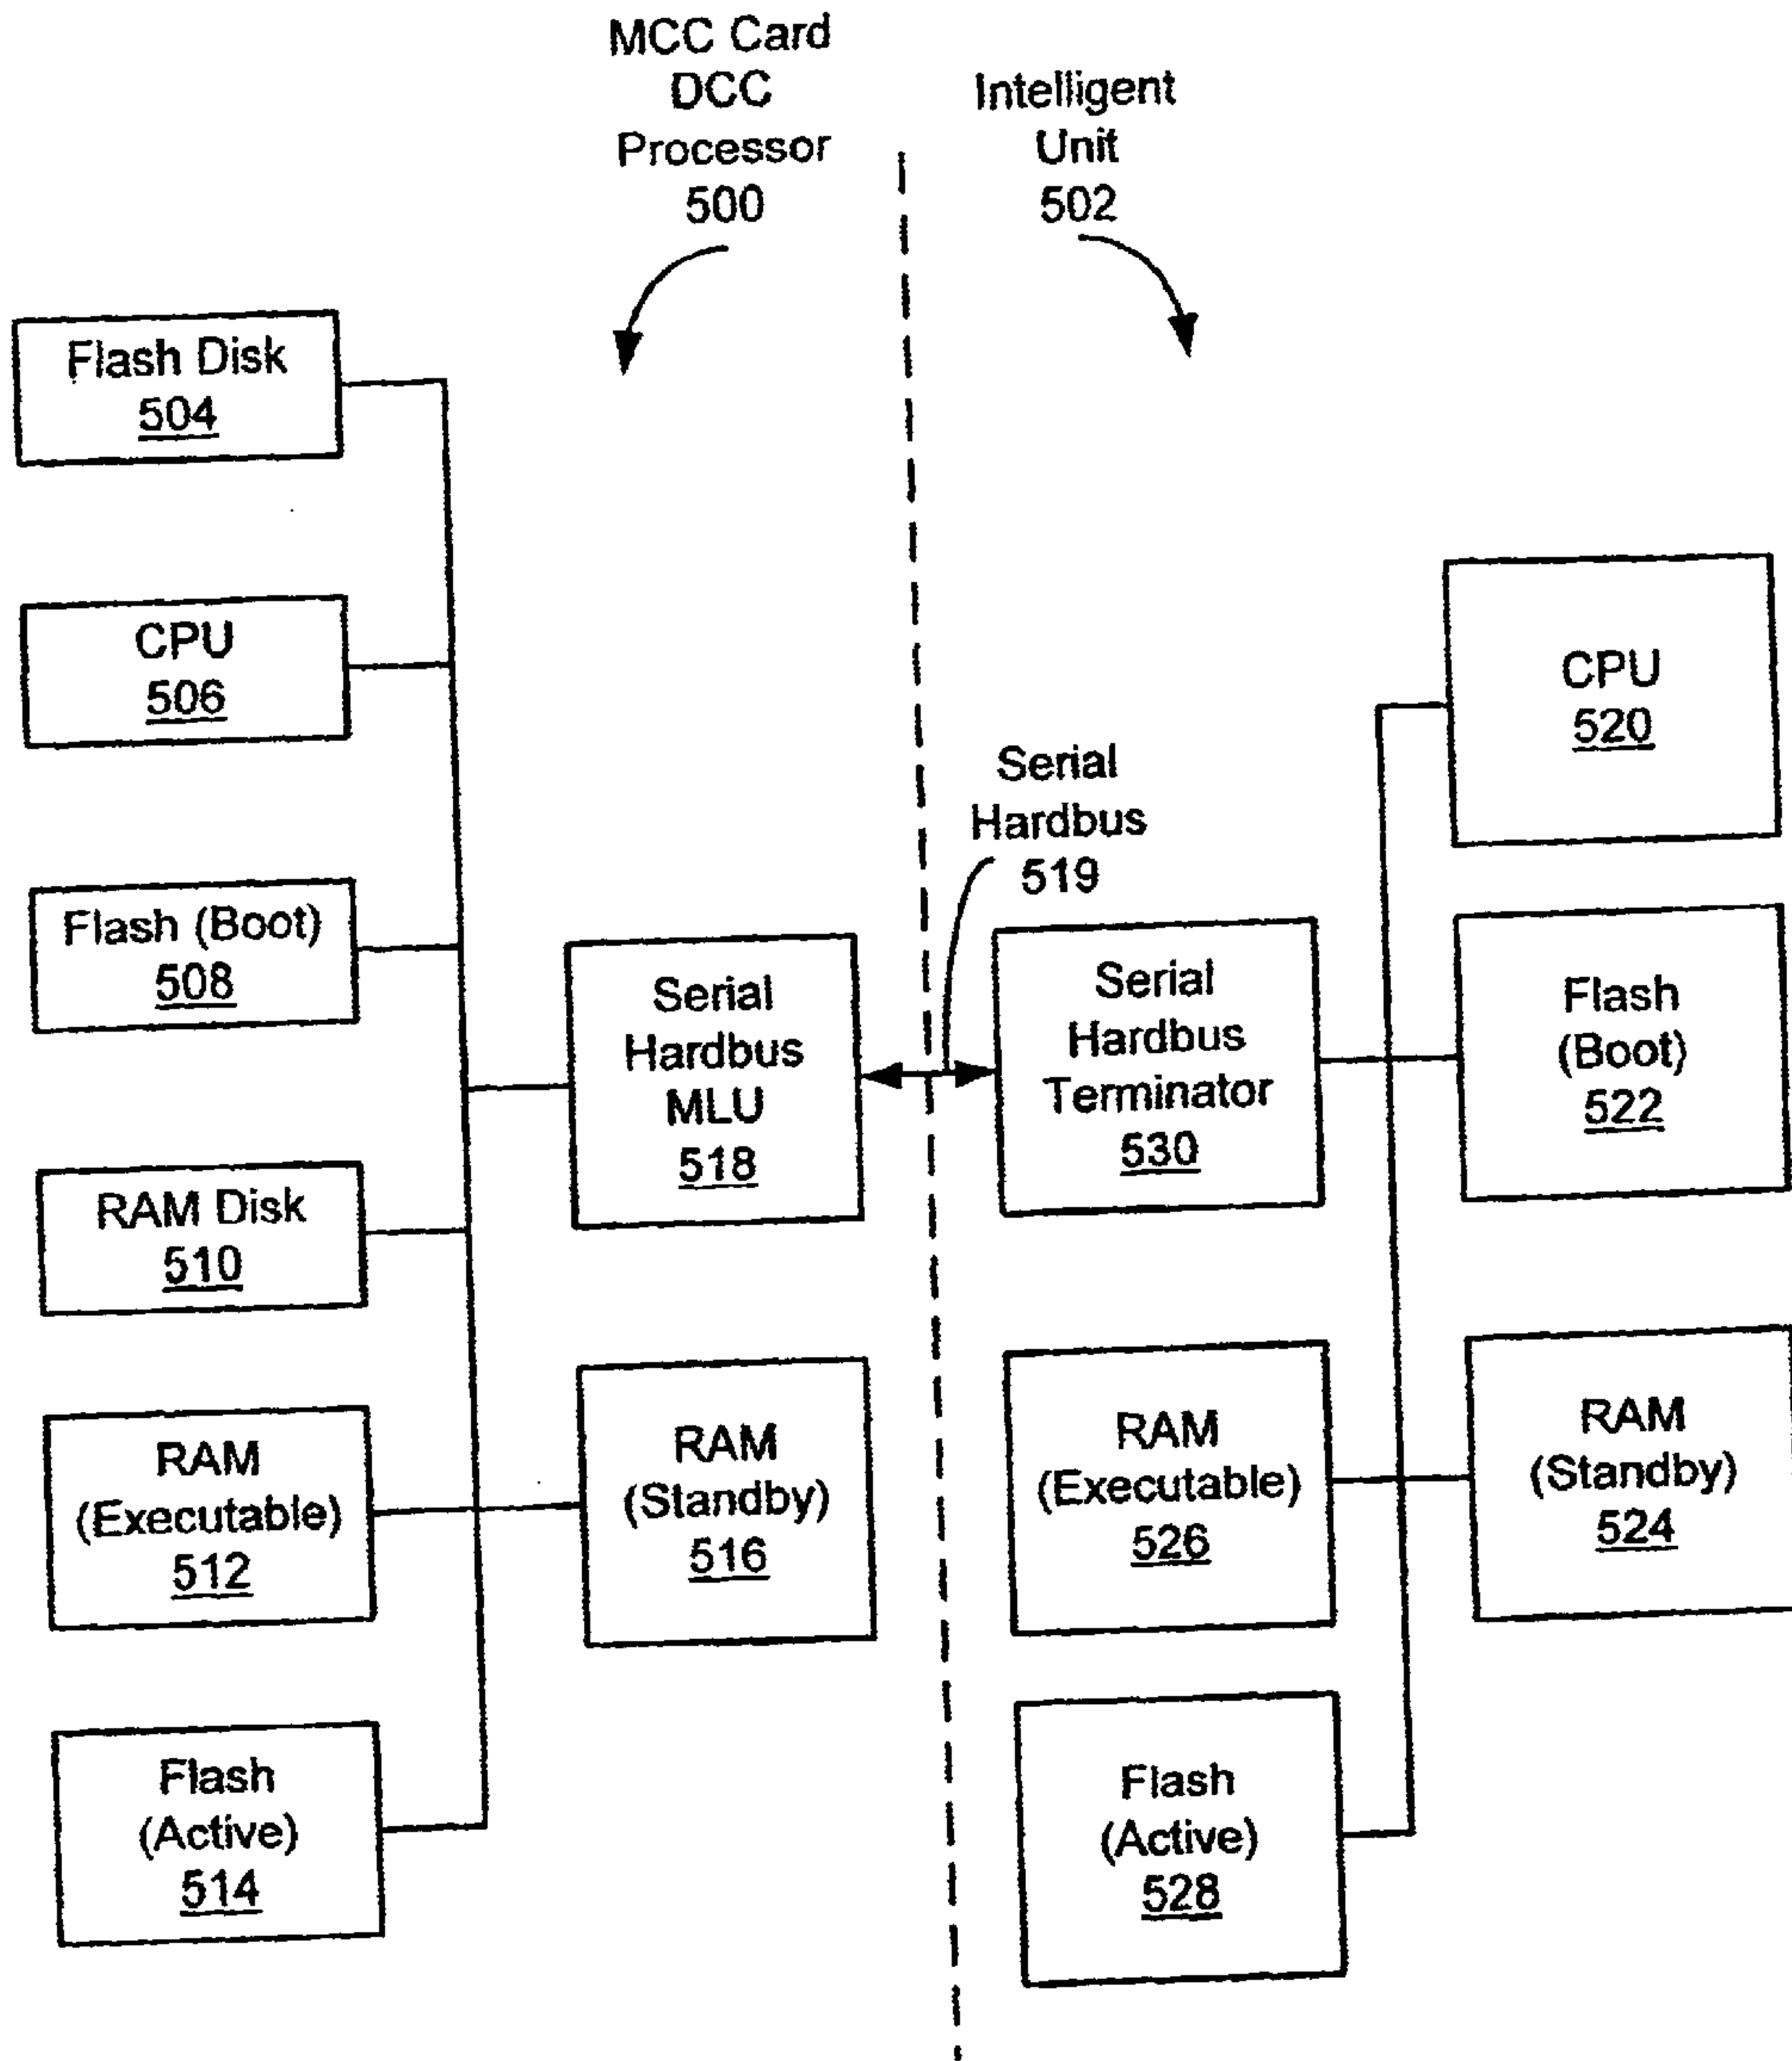 MCC Card
DCC
Processor
500
Intelligent
Unit
502
Flash Disk
504
CPU
506
Flash (Boot)
508
RAM Disk
510
RAM
(Executable)
512
Flash
(Active)
514
Serial
Hardbus
MLU
518
RAM
(Standby)
516
Serial
Hardbus
519
Serial
Hardbus
Terminator
530
RAM
(Executable)
526
Flash
(Active)
528
CPU
520
Flash
(Boot)
522
RAM
(Standby)
524